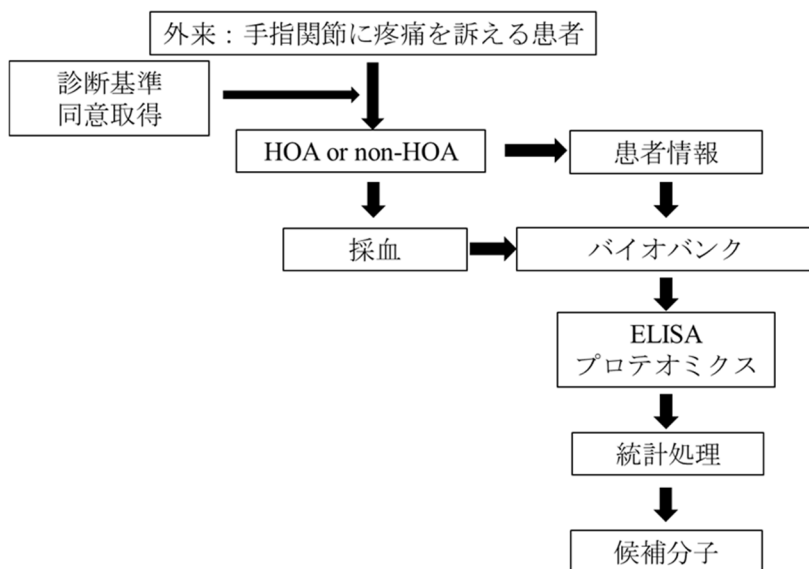 外来：手指関節に疼痛を訴える患者
診断基準
同意取得
HOA or non-HOA
患者情報
採血
バイオバンク
ELISA
プロテオミクス
統計処理
候補分子